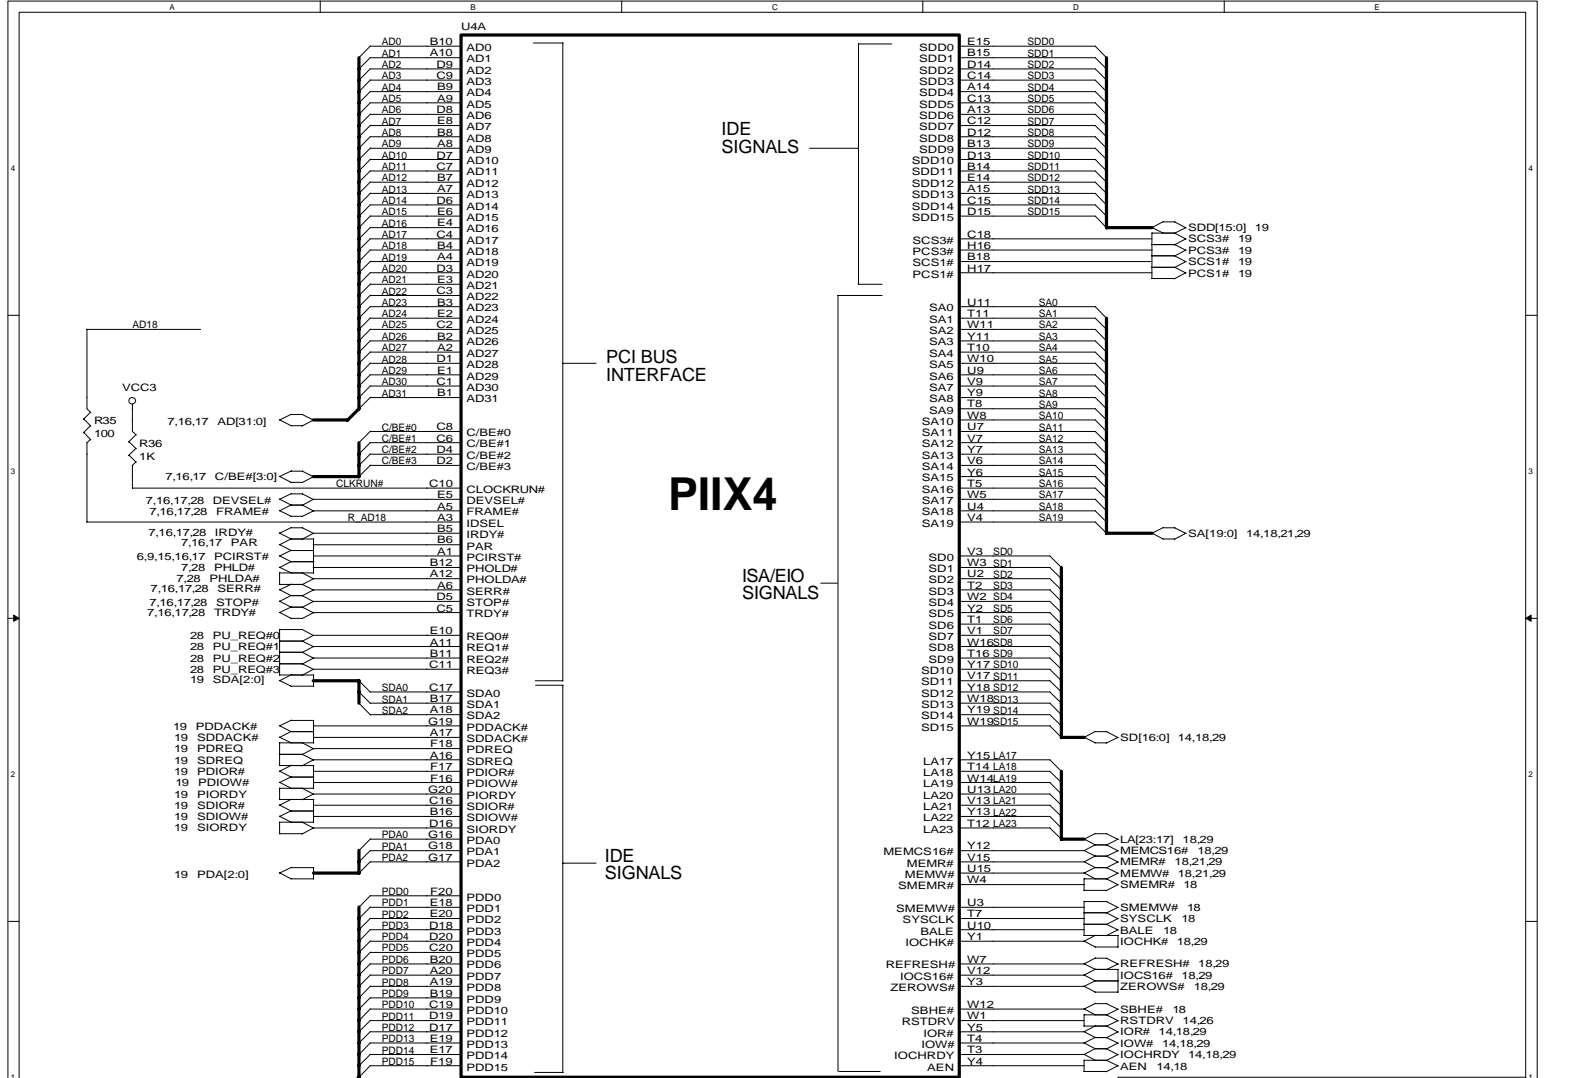 A B C D E
U4A
AD0 B10 AD0
AD1 A10 AD1
AD2 D9 AD2
AD3 C9 AD3
AD4 B9 AD4
AD5 A9 AD5
AD6 D8 AD6
AD7 E8 AD7
AD8 B8 AD8
AD9 A8 AD9
AD10 D7 AD10
AD11 C7 AD11
AD12 B7 AD12
AD13 A7 AD13
AD14 D6 AD14
AD15 E6 AD15
AD16 E4 AD16
AD17 C4 AD17
AD18 B4 AD18
AD19 A4 AD19
AD20 D3 AD20
AD21 E3 AD21
AD22 C3 AD22
AD23 B3 AD23
AD24 E2 AD24
AD25 C2 AD25
AD26 B2 AD26
AD27 A2 AD27
AD28 D1 AD28
AD29 E1 AD29
AD30 C1 AD30
AD31 B1 AD31
4
AD18
VCC3
R35
100
R36
1K
7,16,17 AD[31:0]
PCI BUS
INTERFACE
C/BE#0 C8 C/BE#0
C/BE#1 C6 C/BE#1
C/BE#2 D4 C/BE#2
C/BE#3 D2 C/BE#3
3
7,16,17 C/BE#[3:0]
CLKRUN# C10 CLOCKRUN#
7,16,17,28 DEVSEL# E5 DEVSEL#
7,16,17,28 FRAME# A5 FRAME#
R_AD18 A3 IDSEL
7,16,17,28 IRDY# B5 IRDY#
7,16,17 PAR B6 PAR
6,9,15,16,17 PCIRST# A1 PCIRST#
7,28 PHLD# B12 PHOLD#
7,28 PHLDA# A12 PHOLDA#
7,16,17,28 SERR# A6 SERR#
7,16,17,28 STOP# D5 STOP#
7,16,17,28 TRDY# C5 TRDY#
28 PU_REQ#0 E10 REQ0#
28 PU_REQ#1 A11 REQ1#
28 PU_REQ#2 B11 REQ2#
28 PU_REQ#3 C11 REQ3#
19 SDA[2:0]
SDA0 C17 SDA0
SDA1 B17 SDA1
SDA2 A18 SDA2
19 PDDACK# G19 PDDACK#
19 SDDACK# A17 SDDACK#
19 PDREQ F18 PDREQ
19 SDREQ A16 SDREQ
19 PDIOR# F17 PDIOR#
19 PDIOW# F16 PDIOW#
19 PIORDY G20 PIORDY
19 SDIOR# C16 SDIOR#
19 SDIOW# B16 SDIOW#
19 SIORDY D16 SIORDY
2
PDA0 G16 PDA0
PDA1 G18 PDA1
PDA2 G17 PDA2
19 PDA[2:0]
IDE
SIGNALS
PDD0 F20 PDD0
PDD1 E18 PDD1
PDD2 E20 PDD2
PDD3 D18 PDD3
PDD4 D20 PDD4
PDD5 C20 PDD5
PDD6 B20 PDD6
PDD7 A20 PDD7
PDD8 A19 PDD8
PDD9 B19 PDD9
PDD10 C19 PDD10
PDD11 D19 PDD11
PDD12 D17 PDD12
PDD13 E19 PDD13
PDD14 E17 PDD14
PDD15 F19 PDD15
1
PIIX4
IDE
SIGNALS
SDD0 E15 SDD0
SDD1 B15 SDD1
SDD2 D14 SDD2
SDD3 C14 SDD3
SDD4 A14 SDD4
SDD5 C13 SDD5
SDD6 A13 SDD6
SDD7 C12 SDD7
SDD8 D12 SDD8
SDD9 B13 SDD9
SDD10 D13 SDD10
SDD11 B14 SDD11
SDD12 E14 SDD12
SDD13 A15 SDD13
SDD14 C15 SDD14
SDD15 D15 SDD15
4
SDD[15:0] 19
SCS3# C18 SCS3# 19
PCS3# H16 PCS3# 19
SCS1# B18 SCS1# 19
PCS1# H17 PCS1# 19
SA0 U11 SA0
SA1 T11 SA1
SA2 W11 SA2
SA3 Y11 SA3
SA4 T10 SA4
SA5 W10 SA5
SA6 U9 SA6
SA7 V9 SA7
SA8 Y9 SA8
SA9 T8 SA9
SA10 W8 SA10
SA11 U7 SA11
SA12 V7 SA12
SA13 Y7 SA13
SA14 V6 SA14
SA15 Y6 SA15
SA16 T5 SA16
SA17 W5 SA17
SA18 U4 SA18
SA19 V4 SA19
3
SA[19:0] 14,18,21,29
ISA/EIO
SIGNALS
SD0 V3 SD0
SD1 W3 SD1
SD2 U2 SD2
SD3 T2 SD3
SD4 W2 SD4
SD5 Y2 SD5
SD6 T1 SD6
SD7 V1 SD7
SD8 W16 SD8
SD9 T16 SD9
SD10 Y17 SD10
SD11 V17 SD11
SD12 Y18 SD12
SD13 W18 SD13
SD14 Y19 SD14
SD15 W19 SD15
SD[16:0] 14,18,29
LA17 Y15 LA17
LA18 T14 LA18
LA19 W14 LA19
LA20 U13 LA20
LA21 V13 LA21
LA22 Y13 LA22
LA23 T12 LA23
2
LA[23:17] 18,29
MEMCS16# Y12 MEMCS16# 18,29
MEMR# V15 MEMR# 18,21,29
MEMW# U15 MEMW# 18,21,29
SMEMR# W4 SMEMR# 18
SMEMW# U3 SMEMW# 18
SYSCLK T7 SYSCLK 18
BALE U10 BALE 18
IOCHK# Y1 IOCHK# 18,29
REFRESH# W7 REFRESH# 18,29
IOCS16# V12 IOCS16# 18,29
ZEROWS# Y3 ZEROWS# 18,29
SBHE# W12 SBHE# 18
RSTDRV W1 RSTDRV 14,26
IOR# Y5 IOR# 14,18,29
IOW# T4 IOW# 14,18,29
IOCHRDY T3 IOCHRDY 14,18,29
AEN Y4 AEN 14,18
1